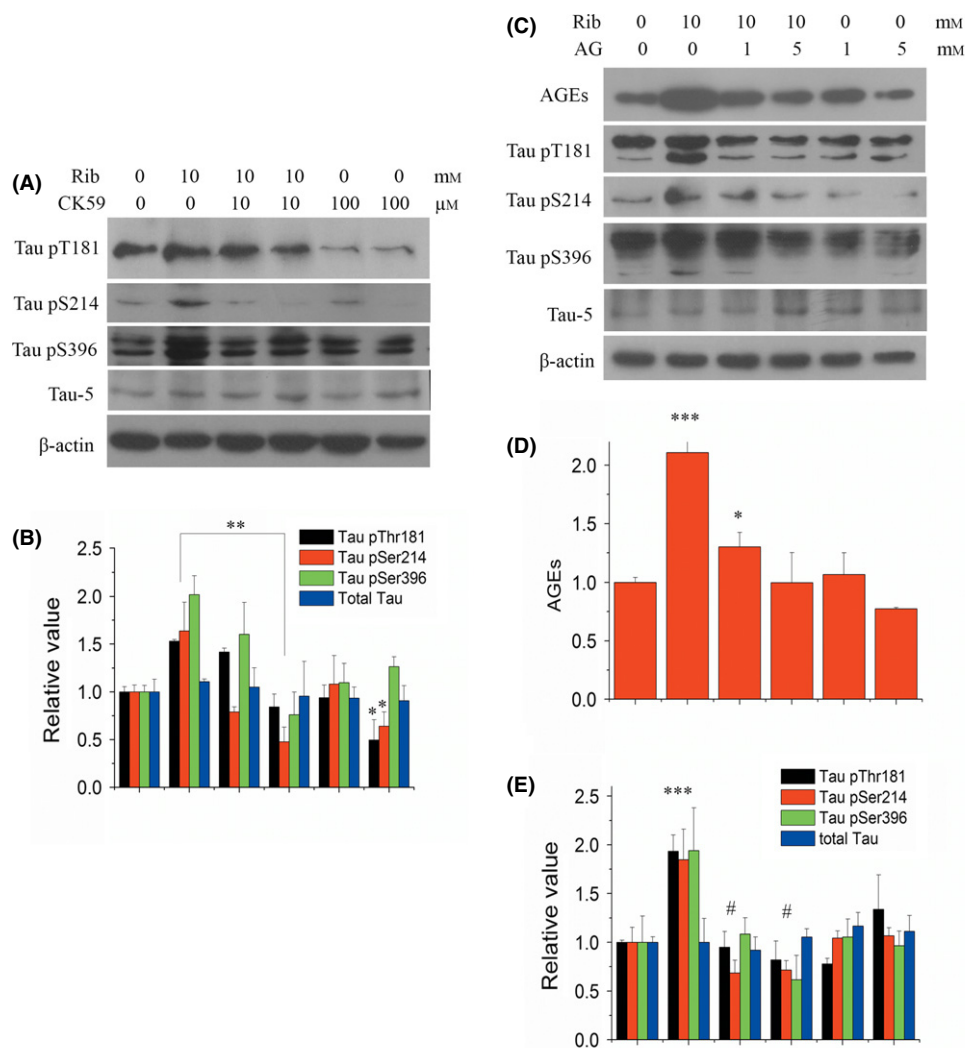 (A)
Rib 0 10 10 10 0 0 mM
CK59 0 0 10 10 100 100 μM
Tau pT181
Tau pS214
Tau pS396
Tau-5
β-actin
(B)
**
Tau pThr181
Tau pSer214
Tau pSer396
Total Tau
2.5
2.0
1.5
1.0
0.5
0.0
Relative value
* *
(C)
Rib 0 10 10 10 0 0 mM
AG 0 0 1 5 1 5 mM
AGEs
Tau pT181
Tau pS214
Tau pS396
Tau-5
β-actin
(D)
***
*
2.0
1.5
1.0
0.5
0.0
AGEs
(E)
Tau pThr181
Tau pSer214
Tau pSer396
total Tau
***
# #
2.5
2.0
1.5
1.0
0.5
0.0
Relative value